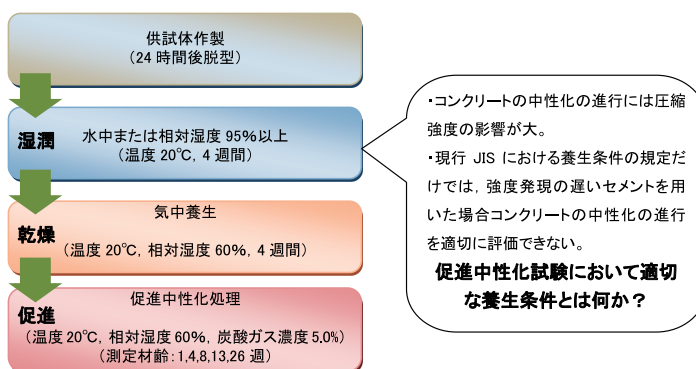 供試体作製
（24 時間後脱型）
湿潤
水中または相対湿度 95%以上
（温度 20℃，4 週間）
乾燥
気中養生
（温度 20℃，相対湿度 60%，4 週間）
促進
促進中性化処理
（温度 20℃，相対湿度 60%，炭酸ガス濃度 5.0%）
（測定材齢：1,4,8,13,26 週）
・コンクリートの中性化の進行には圧縮
強度の影響が大。
・現行 JIS における養生条件の規定だ
けでは，強度発現の遅いセメントを用
いた場合コンクリートの中性化の進行
を適切に評価できない。
促進中性化試験において適切
な養生条件とは何か？